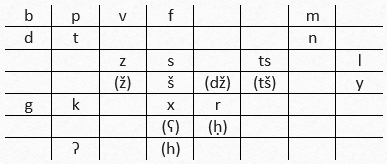 b p v f m
d t n
z s ts l
(ž) š (dž) (tš) y
g k x r
(ʕ) (ḥ)
ʔ (h)